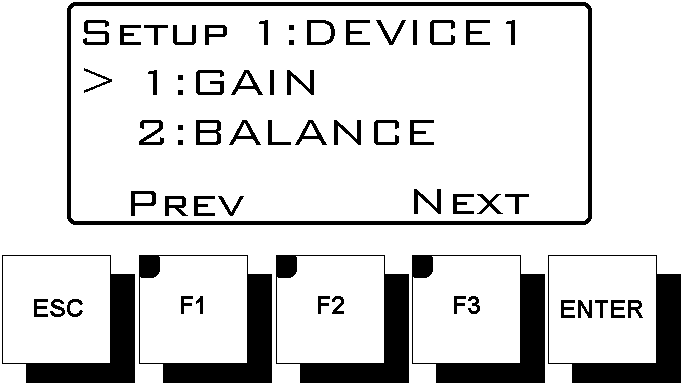 Setup 1:DEVICE1
> 1:GAIN
2:BALANCE
Prev Next
ESC F1 F2 F3 ENTER